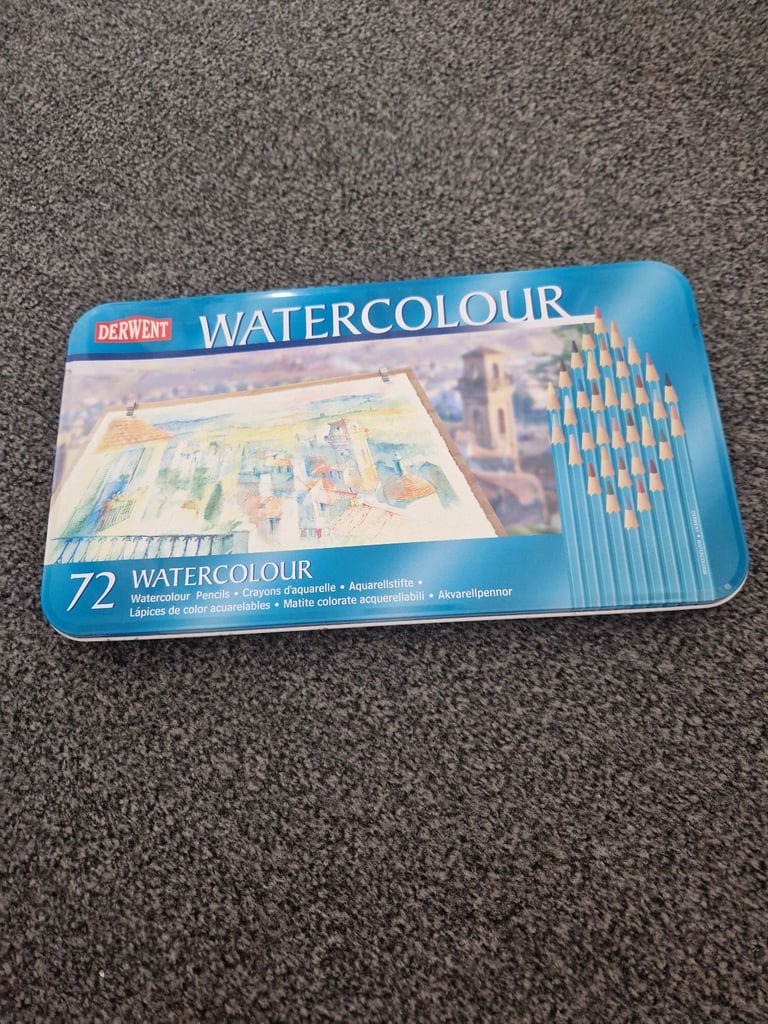 DERWENT
WATERCOLOUR
72
WATERCOLOUR
Watercolour Pencils • Crayons d'aquarelle • Aquarellstifte •
Lápices de color acuarelables • Matite colorate acquerellabili • Akvarellpennor